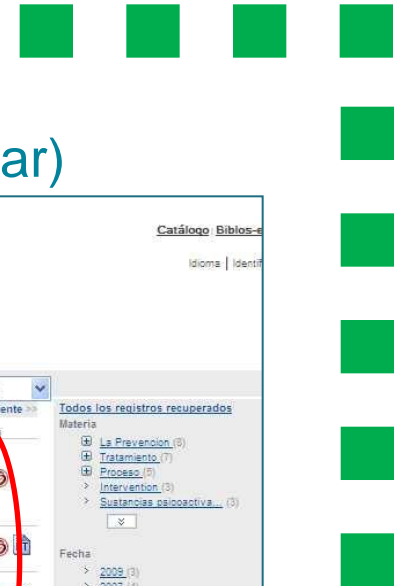 ar)
Catálogo Biblos-e
Idioma | Identif
ente >>
Todos los registros recuperados
Materia
La Prevencion (8)
Tratamiento (7)
Proceso (5)
Intervention (3)
Sustancias psicoactiva... (3)
Fecha
2009 (3)